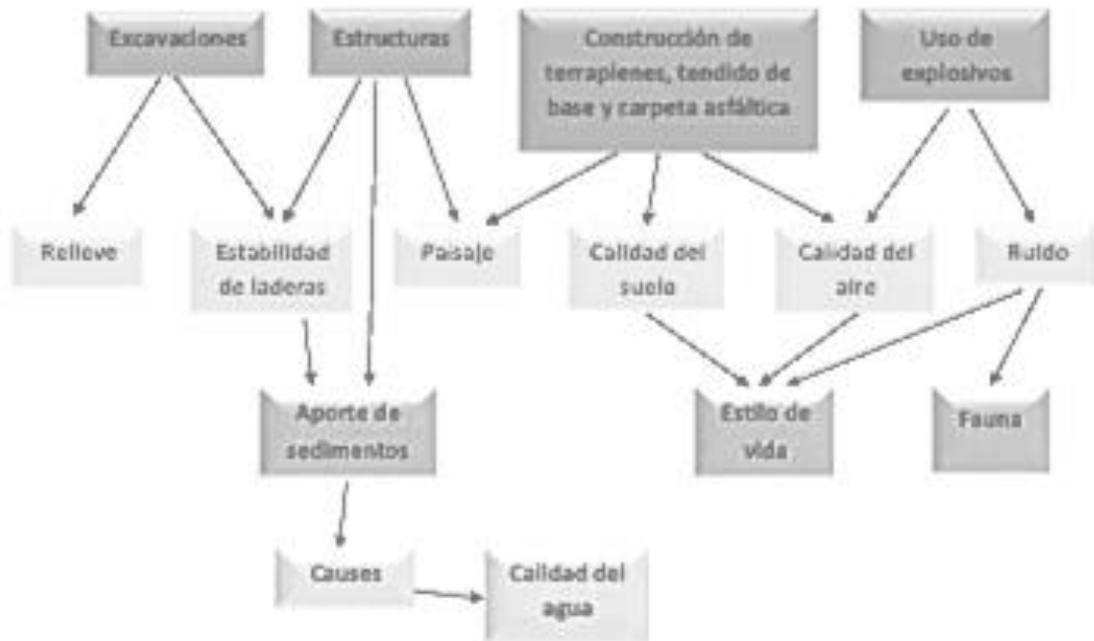 Excavaciones
Estructuras
Construcción de
terraplenes, tendido de
base y carpeta asfáltica
Uso de
explosivos
Relieve
Estabilidad
de laderas
Paisaje
Calidad del
suelo
Calidad del
aire
Ruido
Aporte de
sedimentos
Estilo de
vida
Fauna
Causes
Calidad del
agua